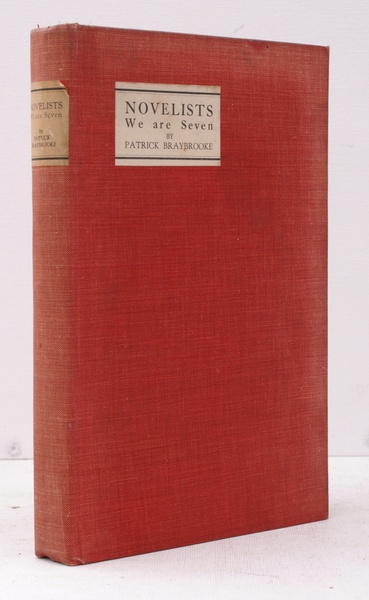 NOVELISTS
We are Seven
BY
PATRICK BRAYBROOKE
NOVELISTS
We are Seven
By
PATRICK
BRAYBROOKE